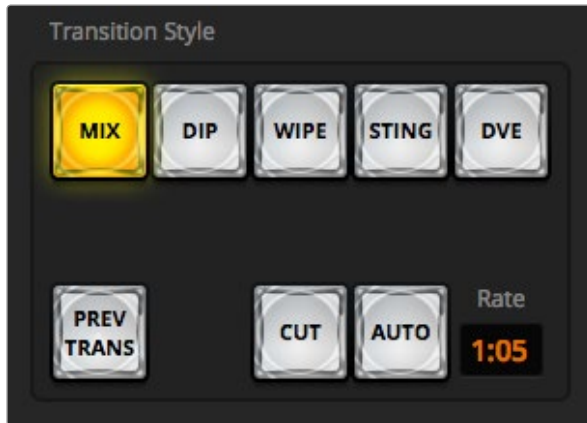 Transition Style
MIX
DIP
WIPE
STING
DVE
PREV
TRANS
CUT
AUTO
Rate
1:05